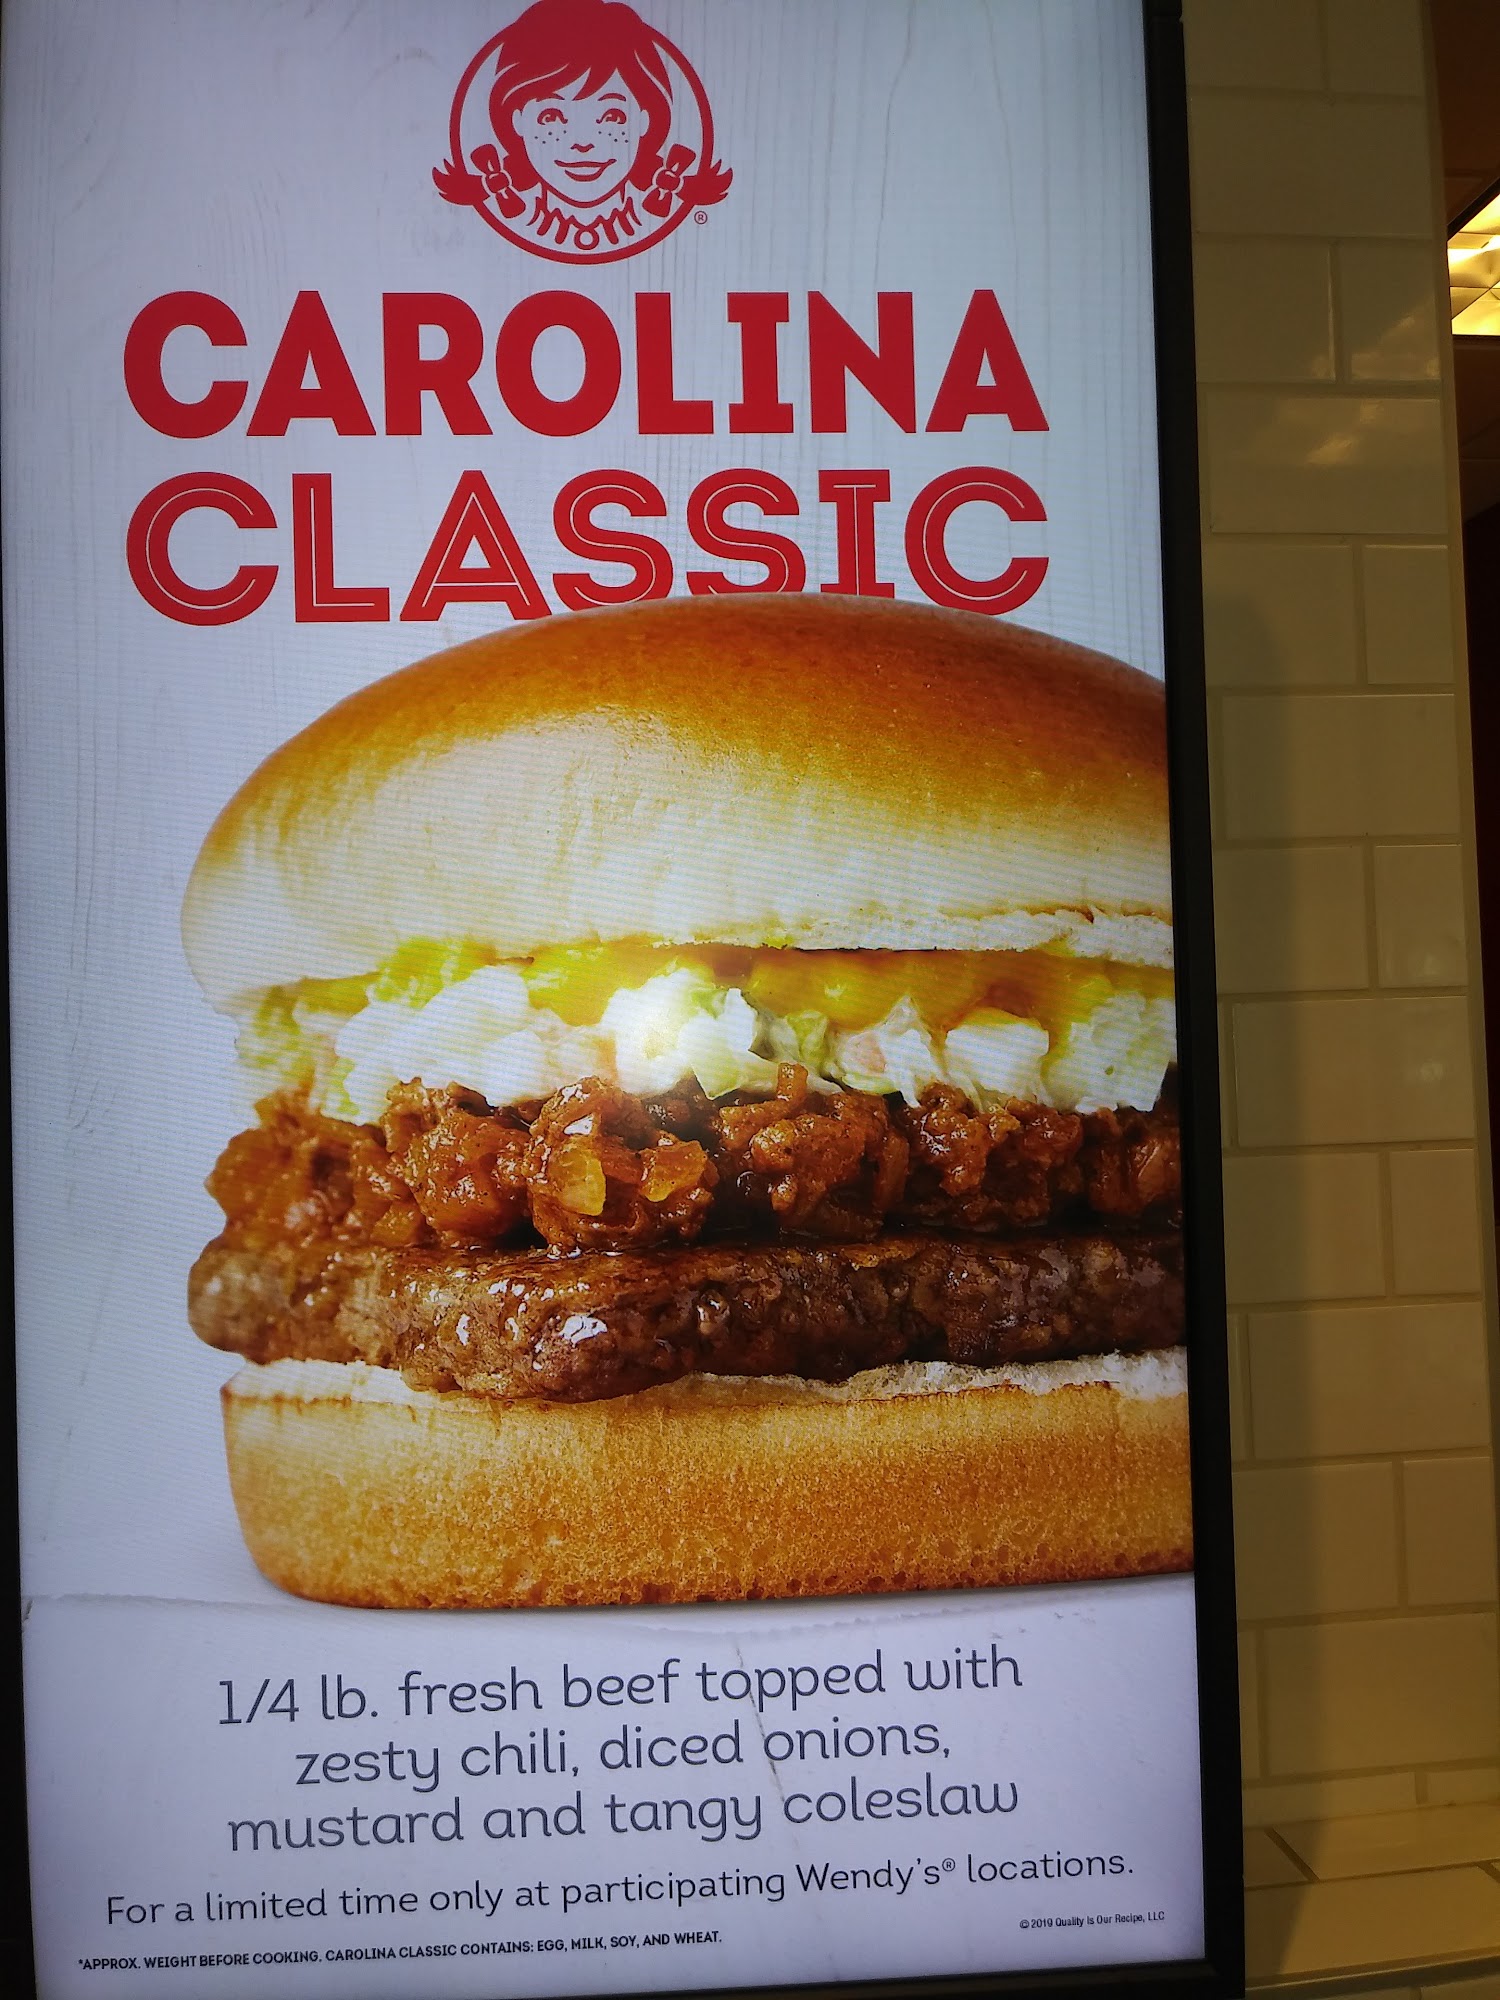 ®
CAROLINA
CLASSIC
1/4 lb. fresh beef topped with
zesty chili, diced onions,
mustard and tangy coleslaw
For a limited time only at participating Wendy's® locations.
© 2019 Quality Is Our Recipe, LLC
*APPROX. WEIGHT BEFORE COOKING. CAROLINA CLASSIC CONTAINS: EGG, MILK, SOY, AND WHEAT.